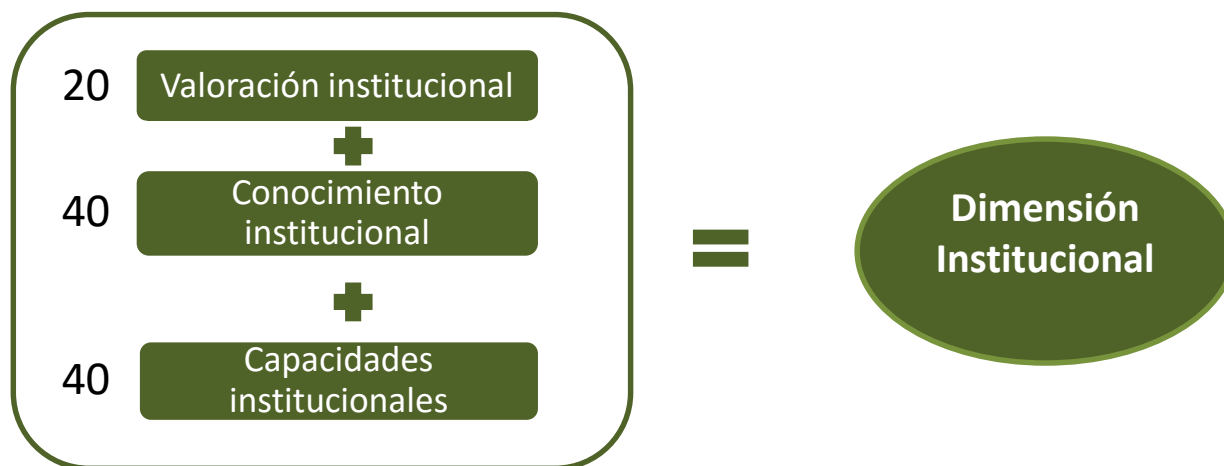 20
Valoración institucional
40
Conocimiento
institucional
40
Capacidades
institucionales
Dimensión
Institucional